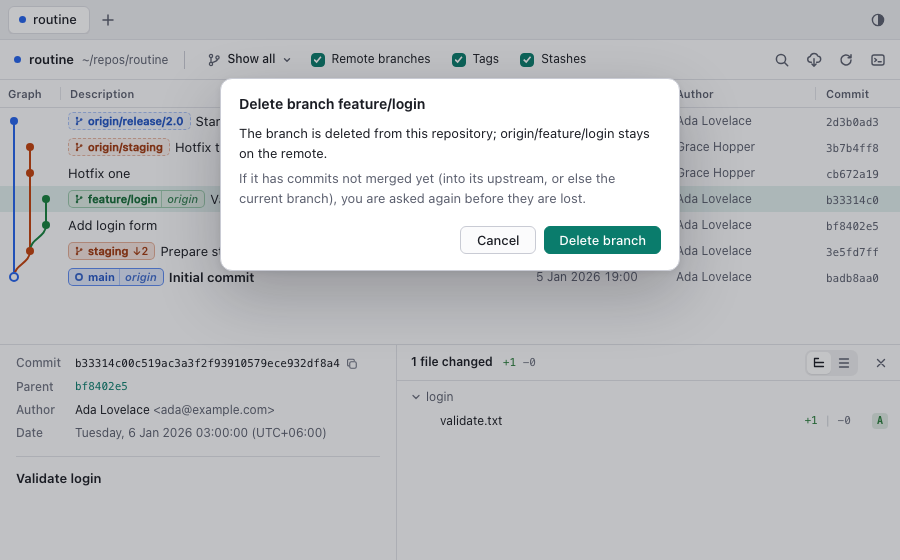 routine
routine ~/repos/routine Show all Remote branches Tags Stashes
Graph Description Author Commit
origin/release/2.0 Ada Lovelace 2d3b0ad3
origin/staging Hotfix Grace Hopper 3b7b4ff8
Hotfix one Grace Hopper cb672a19
feature/login origin Ada Lovelace b33314c0
Add login form Ada Lovelace bf8402e5
staging ↓2 Prepare Ada Lovelace 3e5fd7ff
main origin Initial commit 5 Jan 2026 19:00 Ada Lovelace badb8aa0
Delete branch feature/login
The branch is deleted from this repository; origin/feature/login stays
on the remote.
If it has commits not merged yet (into its upstream, or else the
current branch), you are asked again before they are lost.
Cancel Delete branch
Commit b33314c00c519ac3a3f2f93910579ece932df8a4
Parent bf8402e5
Author Ada Lovelace <ada@example.com>
Date Tuesday, 6 Jan 2026 03:00:00 (UTC+06:00)
Validate login
1 file changed +1 −0
login
validate.txt +1 | −0 A